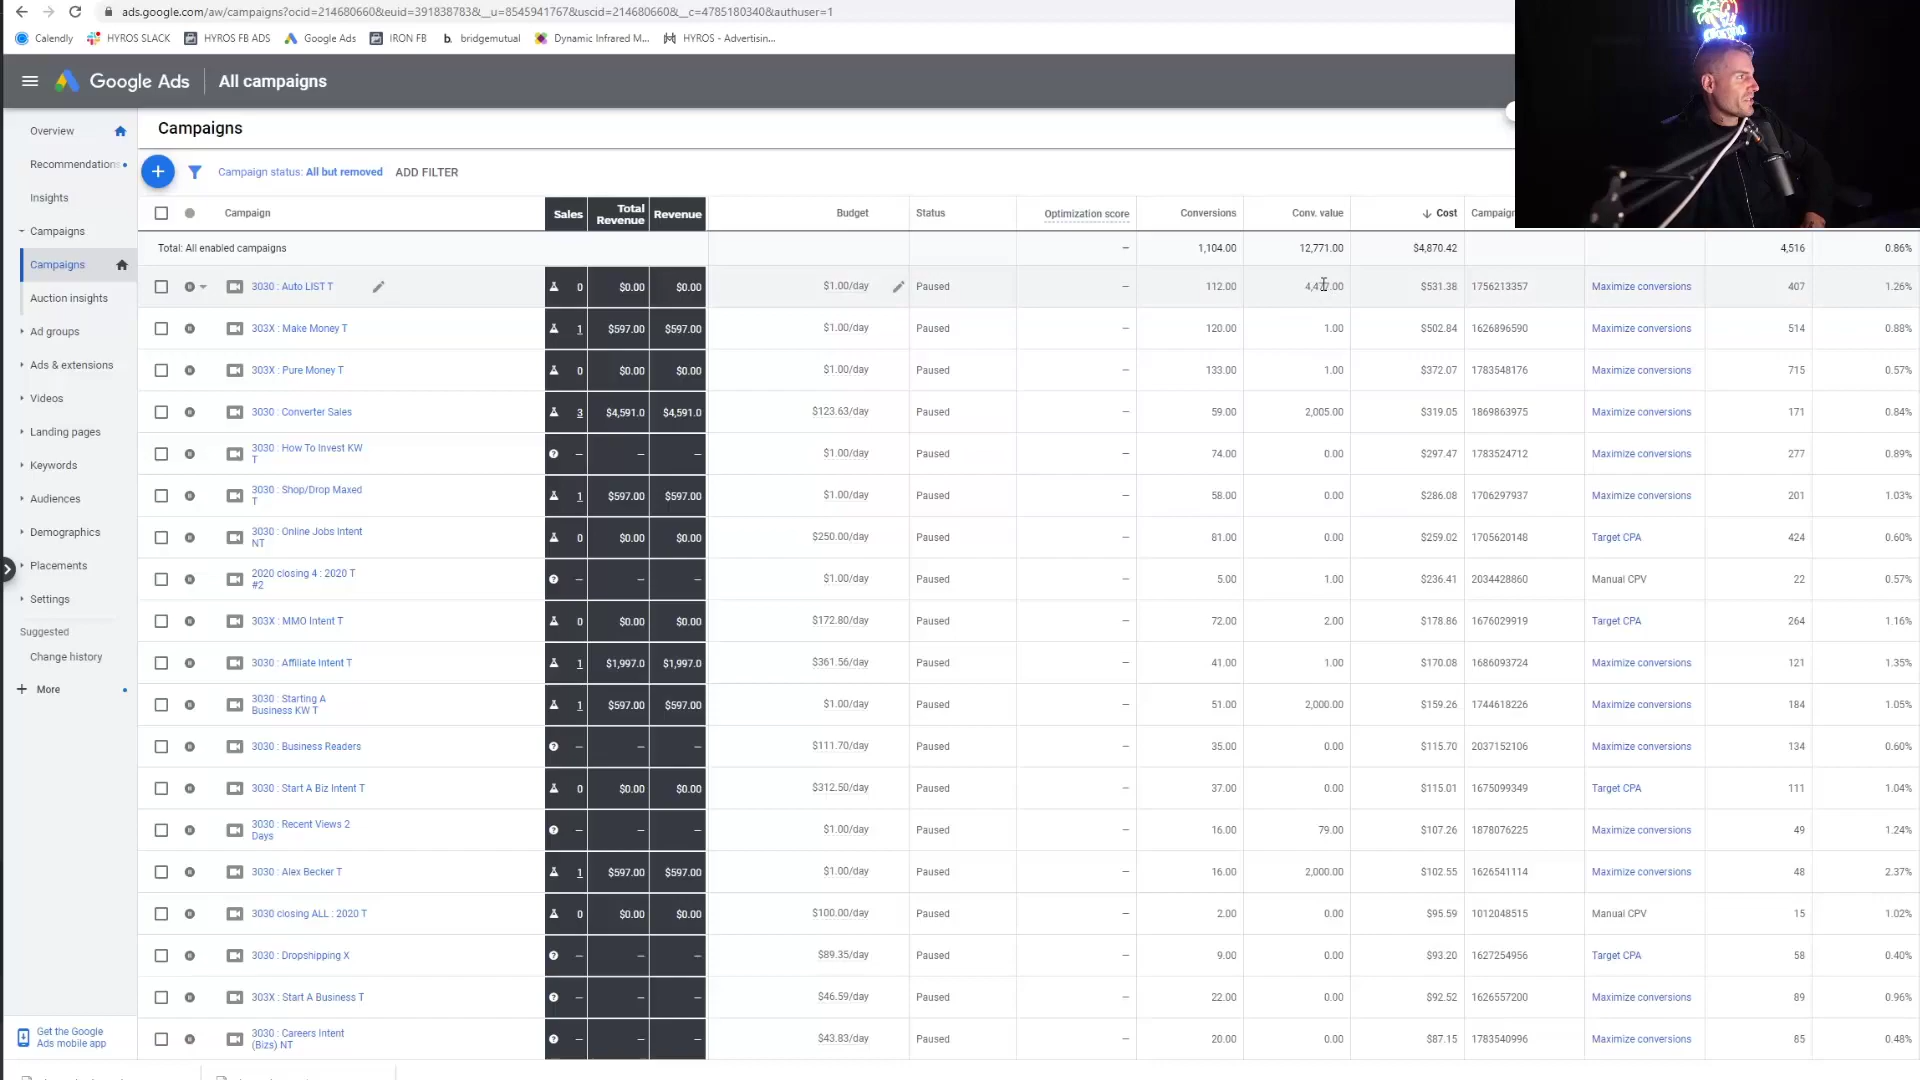 ads.google.com/aw/campaigns?ocid=214680660&euid=391838783&__u=8545941767&uscid=214680660&__c=4785180340&authuser=1
Calendly HYROS SLACK HYROS FB ADS Google Ads IRON FB b. bridgemutual Dynamic Infrared M... HYROS - Advertisin...
Google Ads All campaigns
Overview
Recommendations
Insights
Campaigns
Campaigns
Auction insights
Ad groups
Ads & extensions
Videos
Landing pages
Keywords
Audiences
Demographics
Placements
Settings
Suggested
Change history
+ More
Get the Google
Ads mobile app
Campaigns
Campaign status: All but removed ADD FILTER
Campaign Sales Total Revenue Revenue Budget Status Optimization score Conversions Conv. value ↓ Cost Campaign
Total: All enabled campaigns – 1,104.00 12,771.00 $4,870.42 4,516 0.86%
3030 : Auto LIST T 0 $0.00 $0.00 $1.00/day Paused – 112.00 $531.38 1756213357 Maximize conversions 407 1.26%
303X : Make Money T 1 $597.00 $597.00 $1.00/day Paused – 120.00 1.00 $502.84 1626896590 Maximize conversions 514 0.88%
303X : Pure Money T 0 $0.00 $0.00 $1.00/day Paused – 133.00 1.00 $372.07 1783548176 Maximize conversions 715 0.57%
3030 : Converter Sales 3 $4,591.0 $4,591.0 $123.63/day Paused – 59.00 2,005.00 $319.05 1869863975 Maximize conversions 171 0.84%
3030 : How To Invest KW T – – – $1.00/day Paused – 74.00 0.00 $297.47 1783524712 Maximize conversions 277 0.89%
3030 : Shop/Drop Maxed T 1 $597.00 $597.00 $1.00/day Paused – 58.00 0.00 $286.08 1706297937 Maximize conversions 201 1.03%
3030 : Online Jobs Intent NT 0 $0.00 $0.00 $250.00/day Paused – 81.00 0.00 $259.02 1705620148 Target CPA 424 0.60%
2020 closing 4 : 2020 T #2 – – – $1.00/day Paused – 5.00 1.00 $236.41 2034428860 Manual CPV 22 0.57%
303X : MMO Intent T 0 $0.00 $0.00 $172.80/day Paused – 72.00 2.00 $178.86 1676029919 Target CPA 264 1.16%
3030 : Affiliate Intent T 1 $1,997.0 $1,997.0 $361.56/day Paused – 41.00 1.00 $170.08 1686093724 Maximize conversions 121 1.35%
3030 : Starting A Business KW T 1 $597.00 $597.00 $1.00/day Paused – 51.00 2,000.00 $159.26 1744618226 Maximize conversions 184 1.05%
3030 : Business Readers – – – $111.70/day Paused – 35.00 0.00 $115.70 2037152106 Maximize conversions 134 0.60%
3030 : Start A Biz Intent T 0 $0.00 $0.00 $312.50/day Paused – 37.00 0.00 $115.01 1675099349 Target CPA 111 1.04%
3030 : Recent Views 2 Days – – – $1.00/day Paused – 16.00 79.00 $107.26 1878076225 Maximize conversions 49 1.24%
3030 : Alex Becker T 1 $597.00 $597.00 $1.00/day Paused – 16.00 2,000.00 $102.55 1626541114 Maximize conversions 48 2.37%
3030 closing ALL : 2020 T 0 $0.00 $0.00 $100.00/day Paused – 2.00 0.00 $95.59 1012048515 Manual CPV 15 1.02%
3030 : Dropshipping X – – – $89.35/day Paused – 9.00 0.00 $93.20 1627254956 Target CPA 58 0.40%
303X : Start A Business T – – – $46.59/day Paused – 22.00 0.00 $92.52 1626557200 Maximize conversions 89 0.96%
3030 : Careers Intent (Bizs) NT – – – $43.83/day Paused – 20.00 0.00 $87.15 1783540996 Maximize conversions 85 0.48%